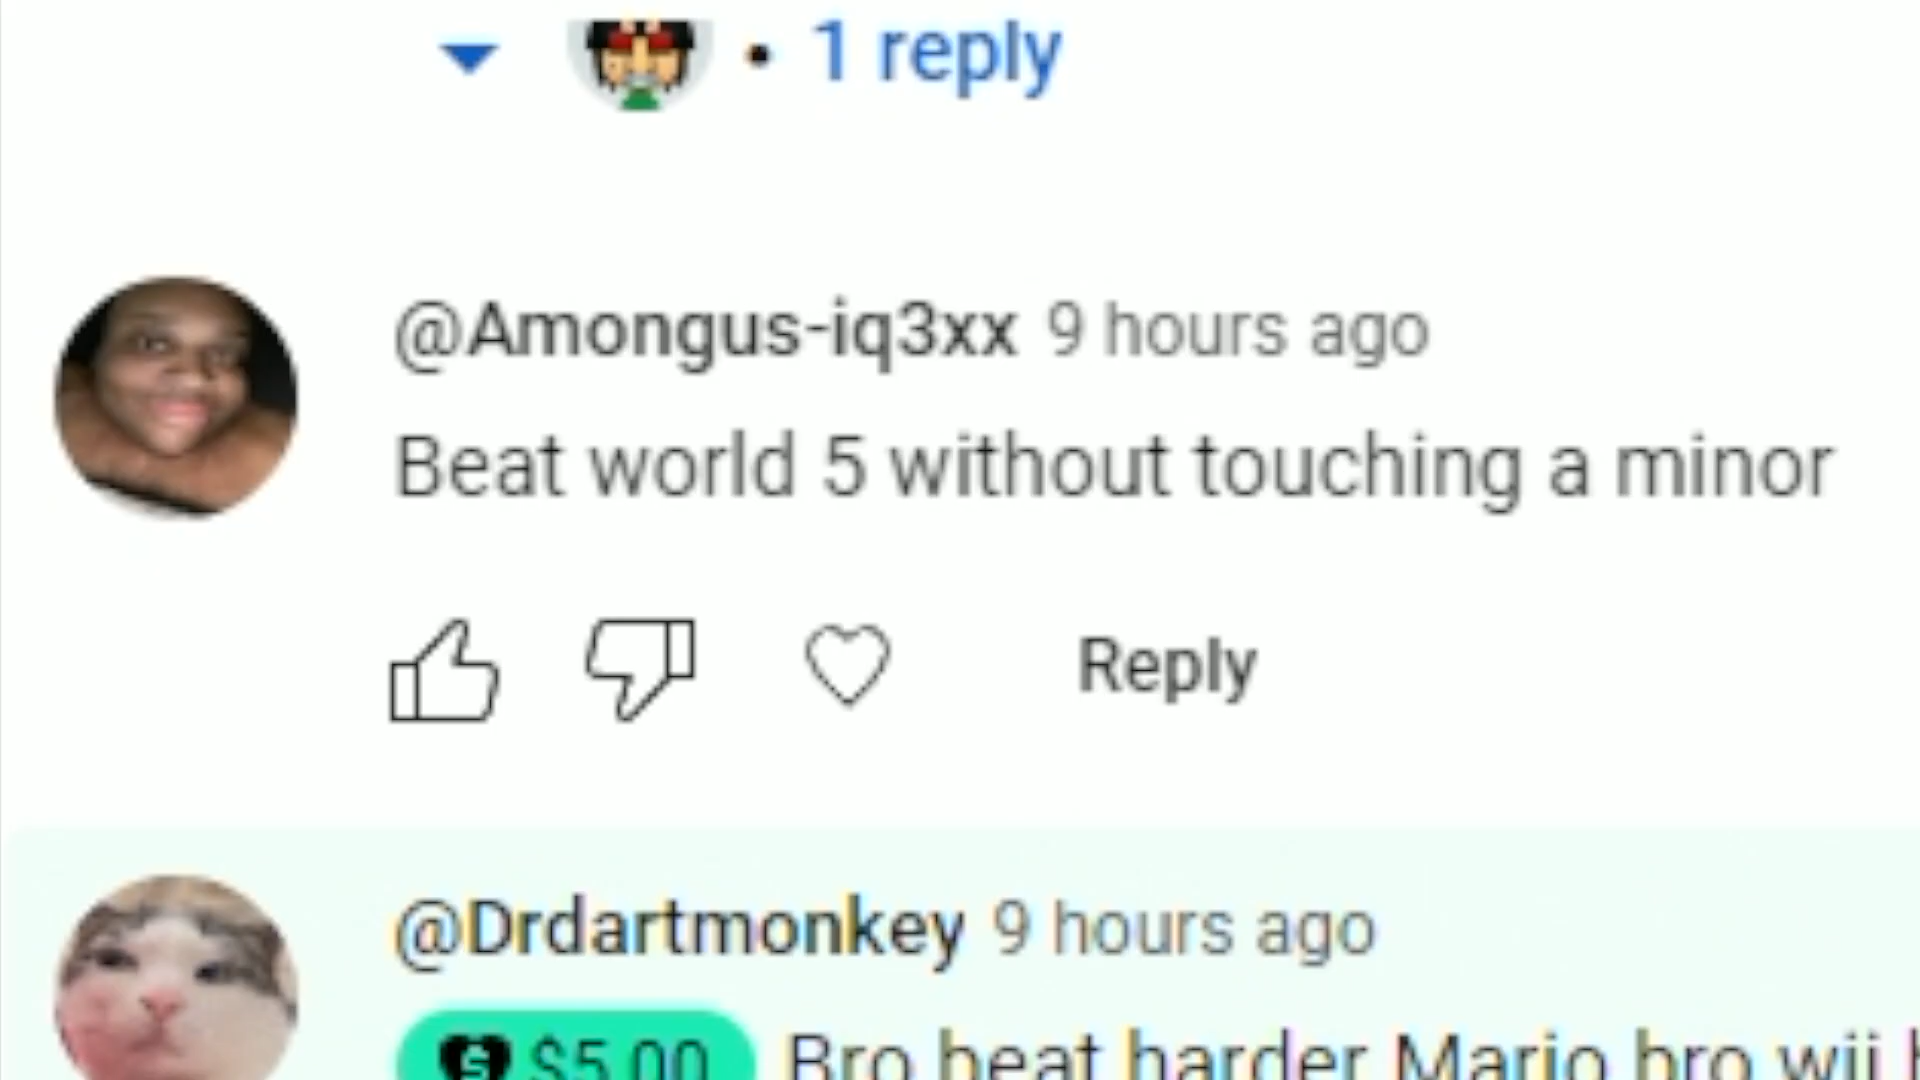 • 1 reply
@Amongus-iq3xx 9 hours ago
Beat world 5 without touching a minor
Reply
@Drdartmonkey 9 hours ago
$5.00 Bro beat harder Mario bro wii